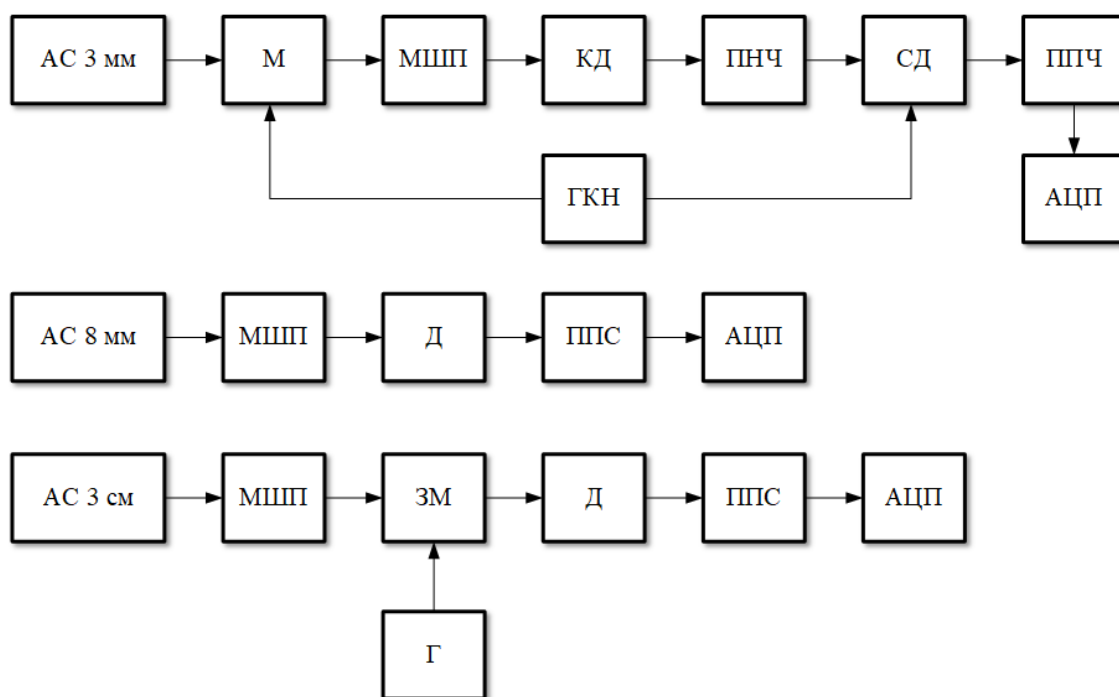 АС 3 мм
М
МШП
КД
ПНЧ
СД
ППЧ
ГКН
АЦП
АС 8 мм
МШП
Д
ППС
АЦП
АС 3 см
МШП
ЗМ
Д
ППС
АЦП
Г